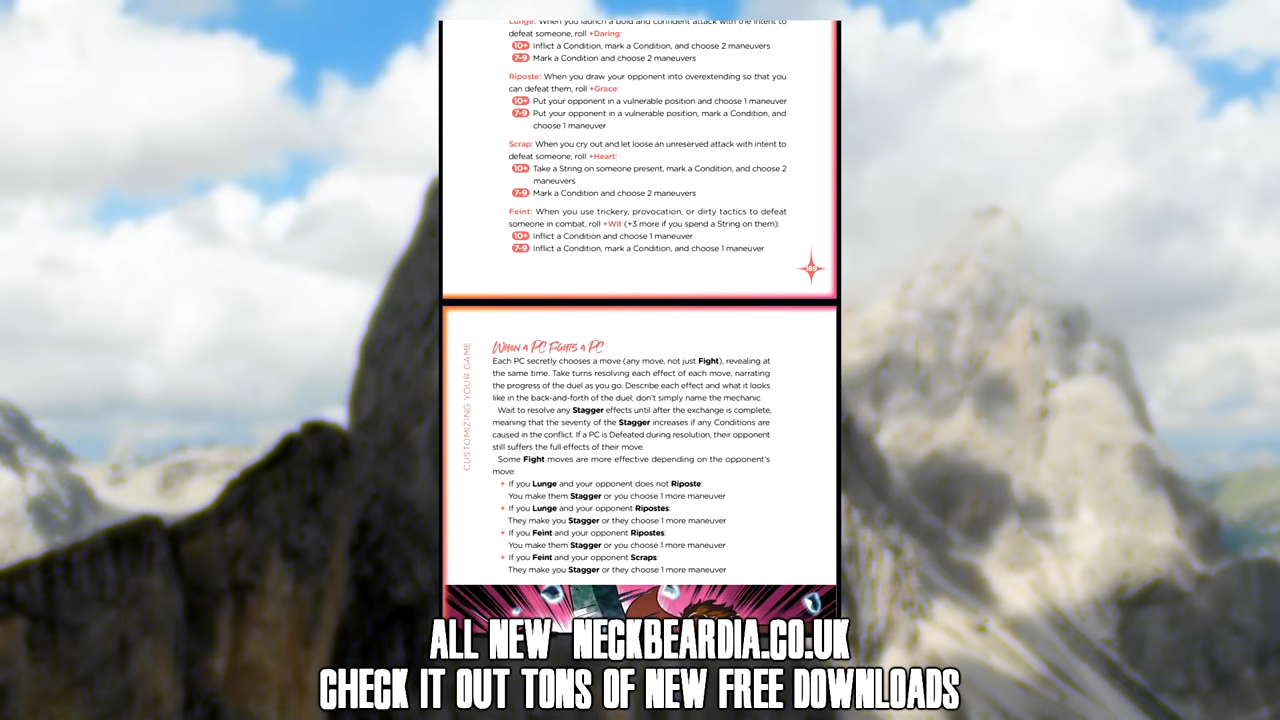 Lunge: When you launch a bold and confident attack with the intent to
defeat someone, roll +Daring:
10+ Inflict a Condition, mark a Condition, and choose 2 maneuvers
7-9 Mark a Condition and choose 2 maneuvers
Riposte: When you draw your opponent into overextending so that you
can defeat them, roll +Grace:
10+ Put your opponent in a vulnerable position and choose 1 maneuver
7-9 Put your opponent in a vulnerable position, mark a Condition, and
choose 1 maneuver
Scrap: When you cry out and let loose an unreserved attack with intent to
defeat someone, roll +Heart:
10+ Take a String on someone present, mark a Condition, and choose 2
maneuvers
7-9 Mark a Condition and choose 2 maneuvers
Feint: When you use trickery, provocation, or dirty tactics to defeat
someone in combat, roll +Wit (+3 more if you spend a String on them):
10+ Inflict a Condition and choose 1 maneuver
7-9 Inflict a Condition, mark a Condition, and choose 1 maneuver
CUSTOMIZING YOUR GAME
When a PC Fights a PC
Each PC secretly chooses a move (any move, not just Fight), revealing at
the same time. Take turns resolving each effect of each move, narrating
the progress of the duel as you go. Describe each effect and what it looks
like in the back-and-forth of the duel; don't simply name the mechanic.
Wait to resolve any Stagger effects until after the exchange is complete,
meaning that the severity of the Stagger increases if any Conditions are
caused in the conflict. If a PC is Defeated during resolution, their opponent
still suffers the full effects of their move.
Some Fight moves are more effective depending on the opponent's
move:
+ If you Lunge and your opponent does not Riposte:
You make them Stagger or you choose 1 more maneuver
+ If you Lunge and your opponent Ripostes:
They make you Stagger or they choose 1 more maneuver
+ If you Feint and your opponent Ripostes:
You make them Stagger or you choose 1 more maneuver
+ If you Feint and your opponent Scraps:
They make you Stagger or they choose 1 more maneuver
ALL NEW NECKBEARDIA.CO.UK
CHECK IT OUT TONS OF NEW FREE DOWNLOADS